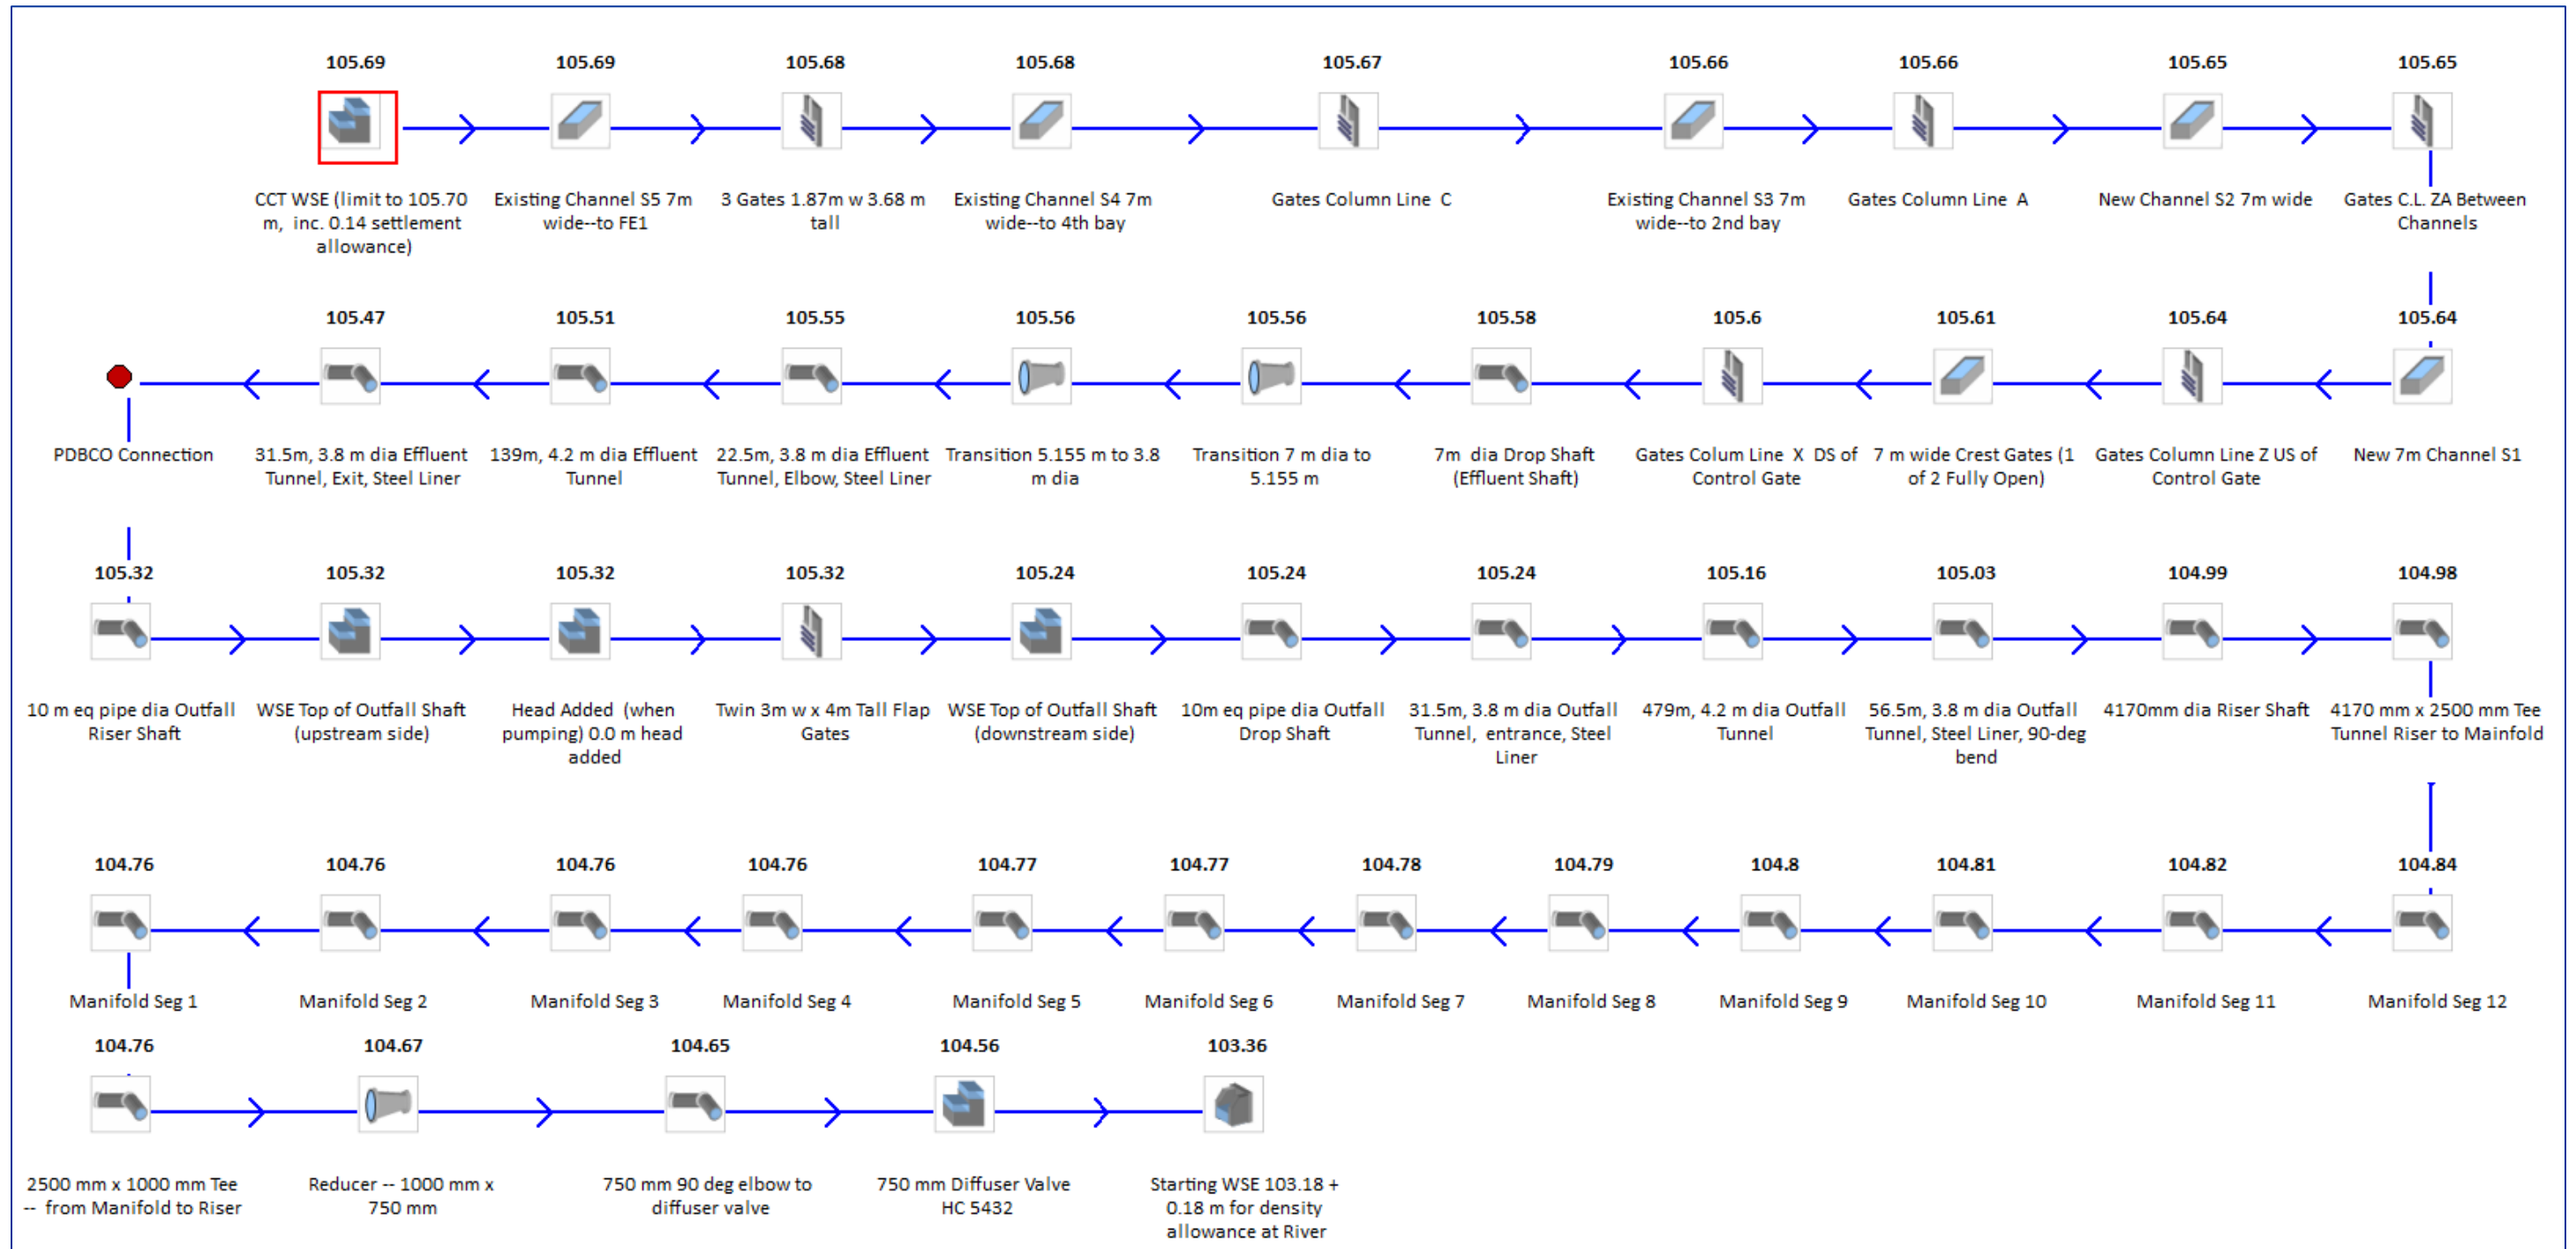 105.69 105.69 105.68 105.68 105.67 105.66 105.66 105.65 105.65
CCT WSE (limit to 105.70
m, inc. 0.14 settlement
allowance)
Existing Channel S5 7m
wide--to FE1
3 Gates 1.87m w 3.68 m
tall
Existing Channel S4 7m
wide--to 4th bay
Gates Column Line C
Existing Channel S3 7m
wide--to 2nd bay
Gates Column Line A
New Channel S2 7m wide
Gates C.L. ZA Between
Channels
105.47 105.51 105.55 105.56 105.56 105.58 105.6 105.61 105.64 105.64
PDBCO Connection
31.5m, 3.8 m dia Effluent
Tunnel, Exit, Steel Liner
139m, 4.2 m dia Effluent
Tunnel
22.5m, 3.8 m dia Effluent
Tunnel, Elbow, Steel Liner
Transition 5.155 m to 3.8
m dia
Transition 7 m dia to
5.155 m
7m dia Drop Shaft
(Effluent Shaft)
Gates Colum Line X DS of
Control Gate
7 m wide Crest Gates (1
of 2 Fully Open)
Gates Column Line Z US of
Control Gate
New 7m Channel S1
105.32 105.32 105.32 105.32 105.24 105.24 105.24 105.16 105.03 104.99 104.98
10 m eq pipe dia Outfall
Riser Shaft
WSE Top of Outfall Shaft
(upstream side)
Head Added (when
pumping) 0.0 m head
added
Twin 3m w x 4m Tall Flap
Gates
WSE Top of Outfall Shaft
(downstream side)
10m eq pipe dia Outfall
Drop Shaft
31.5m, 3.8 m dia Outfall
Tunnel, entrance, Steel
Liner
479m, 4.2 m dia Outfall
Tunnel
56.5m, 3.8 m dia Outfall
Tunnel, Steel Liner, 90-deg
bend
4170mm dia Riser Shaft
4170 mm x 2500 mm Tee
Tunnel Riser to Mainfold
104.76 104.76 104.76 104.76 104.77 104.77 104.78 104.79 104.8 104.81 104.82 104.84
Manifold Seg 1 Manifold Seg 2 Manifold Seg 3 Manifold Seg 4 Manifold Seg 5 Manifold Seg 6 Manifold Seg 7 Manifold Seg 8 Manifold Seg 9 Manifold Seg 10 Manifold Seg 11 Manifold Seg 12
104.76 104.67 104.65 104.56 103.36
2500 mm x 1000 mm Tee
-- from Manifold to Riser
Reducer -- 1000 mm x
750 mm
750 mm 90 deg elbow to
diffuser valve
750 mm Diffuser Valve
HC 5432
Starting WSE 103.18 +
0.18 m for density
allowance at River